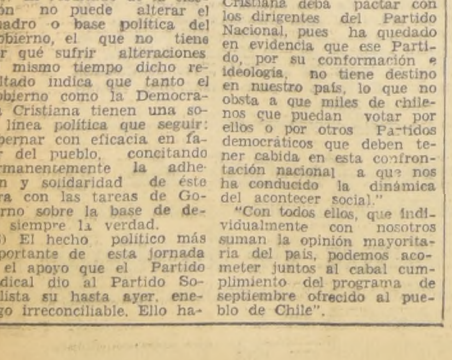 ón no puede alterar el
uadro o base política del
obierno, el que no tiene
r qué sufrir alteraciones
mismo tiempo dicho re-
ltado indica que tanto el
obierno como la Democra-
a Cristiana tienen una so-
línea política que seguir:
bernar con eficacia en fa-
r del pueblo, concitando
rmanentemente la adhe-
n y solidaridad de éste
ra con las tareas de Go-
erno sobre la base de de-
siempre la verdad.
) El hecho político más
portante de esta jornada
el apoyo que el Partido
dical dio al Partido So-
lista su hasta ayer, ene-
go irreconciliable. Ello ha-
Cristiana deba pactar con
los dirigentes del Partido
Nacional, pues ha quedado
en evidencia que ese Parti-
do, por su conformación e
ideología, no tiene destino
en nuestro país, lo que no
obsta a que miles de chile-
nos que puedan votar por
ellos o por otros Partidos
democráticos que deben te-
ner cabida en esta confron-
tación nacional a que nos
ha conducido la dinámica
del acontecer social."
"Con todos ellos, que indi-
vidualmente con nosotros
suman la opinión mayorita-
ria del país, podemos aco-
meter juntos al cabal cum-
plimiento del programa de
septiembre ofrecido al pue-
blo de Chile".